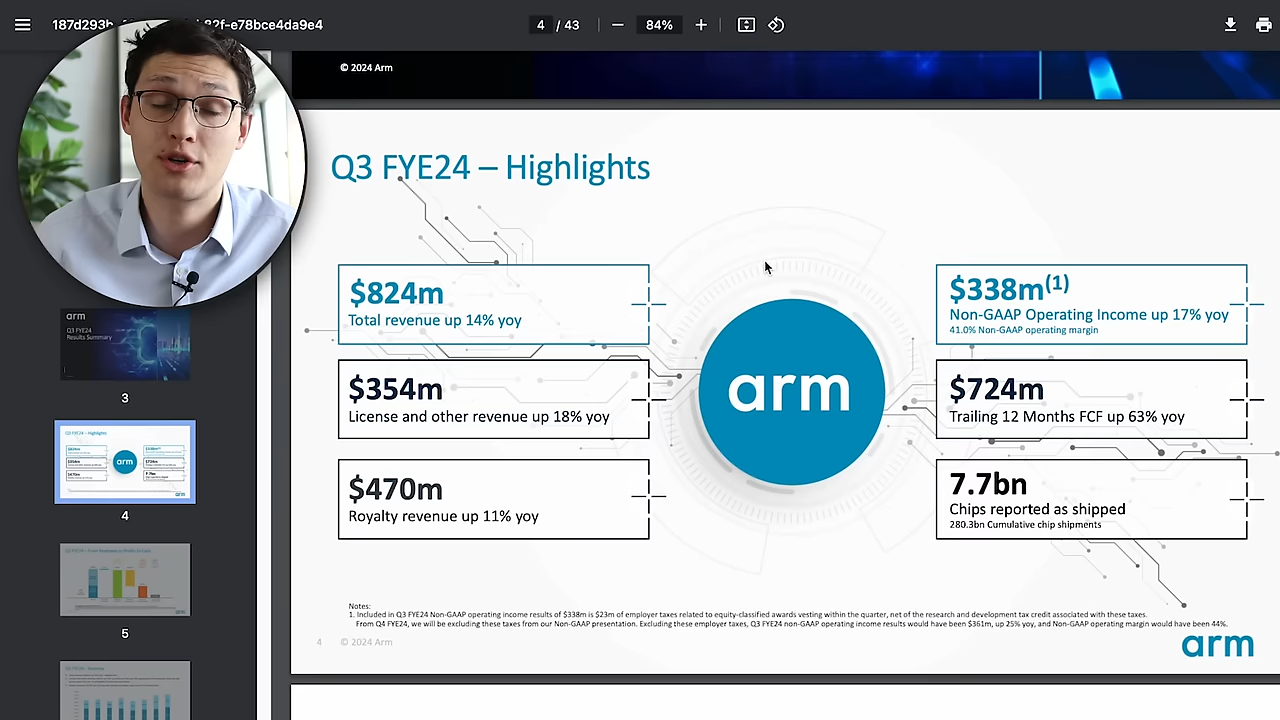 187d293b
82f-e78bce4da9e4
4 / 43
84%
© 2024 Arm
Q3 FYE24 – Highlights
$824m
Total revenue up 14% yoy
$354m
License and other revenue up 18% yoy
$470m
Royalty revenue up 11% yoy
arm
$338m(1)
Non-GAAP Operating Income up 17% yoy
41.0% Non-GAAP operating margin
$724m
Trailing 12 Months FCF up 63% yoy
7.7bn
Chips reported as shipped
280.3bn Cumulative chip shipments
Notes:
1. Included in Q3 FYE24 Non-GAAP operating income results of $338m is $23m of employer taxes related to equity-classified awards vesting within the quarter, net of the research and development tax credit associated with these taxes.
From Q4 FYE24, we will be excluding these taxes from our Non-GAAP presentation. Excluding these employer taxes, Q3 FYE24 non-GAAP operating income results would have been $361m, up 25% yoy, and Non-GAAP operating margin would have been 44%.
4 © 2024 Arm
arm
arm
Q3 FYE24
Results Summary
3
arm
4
5